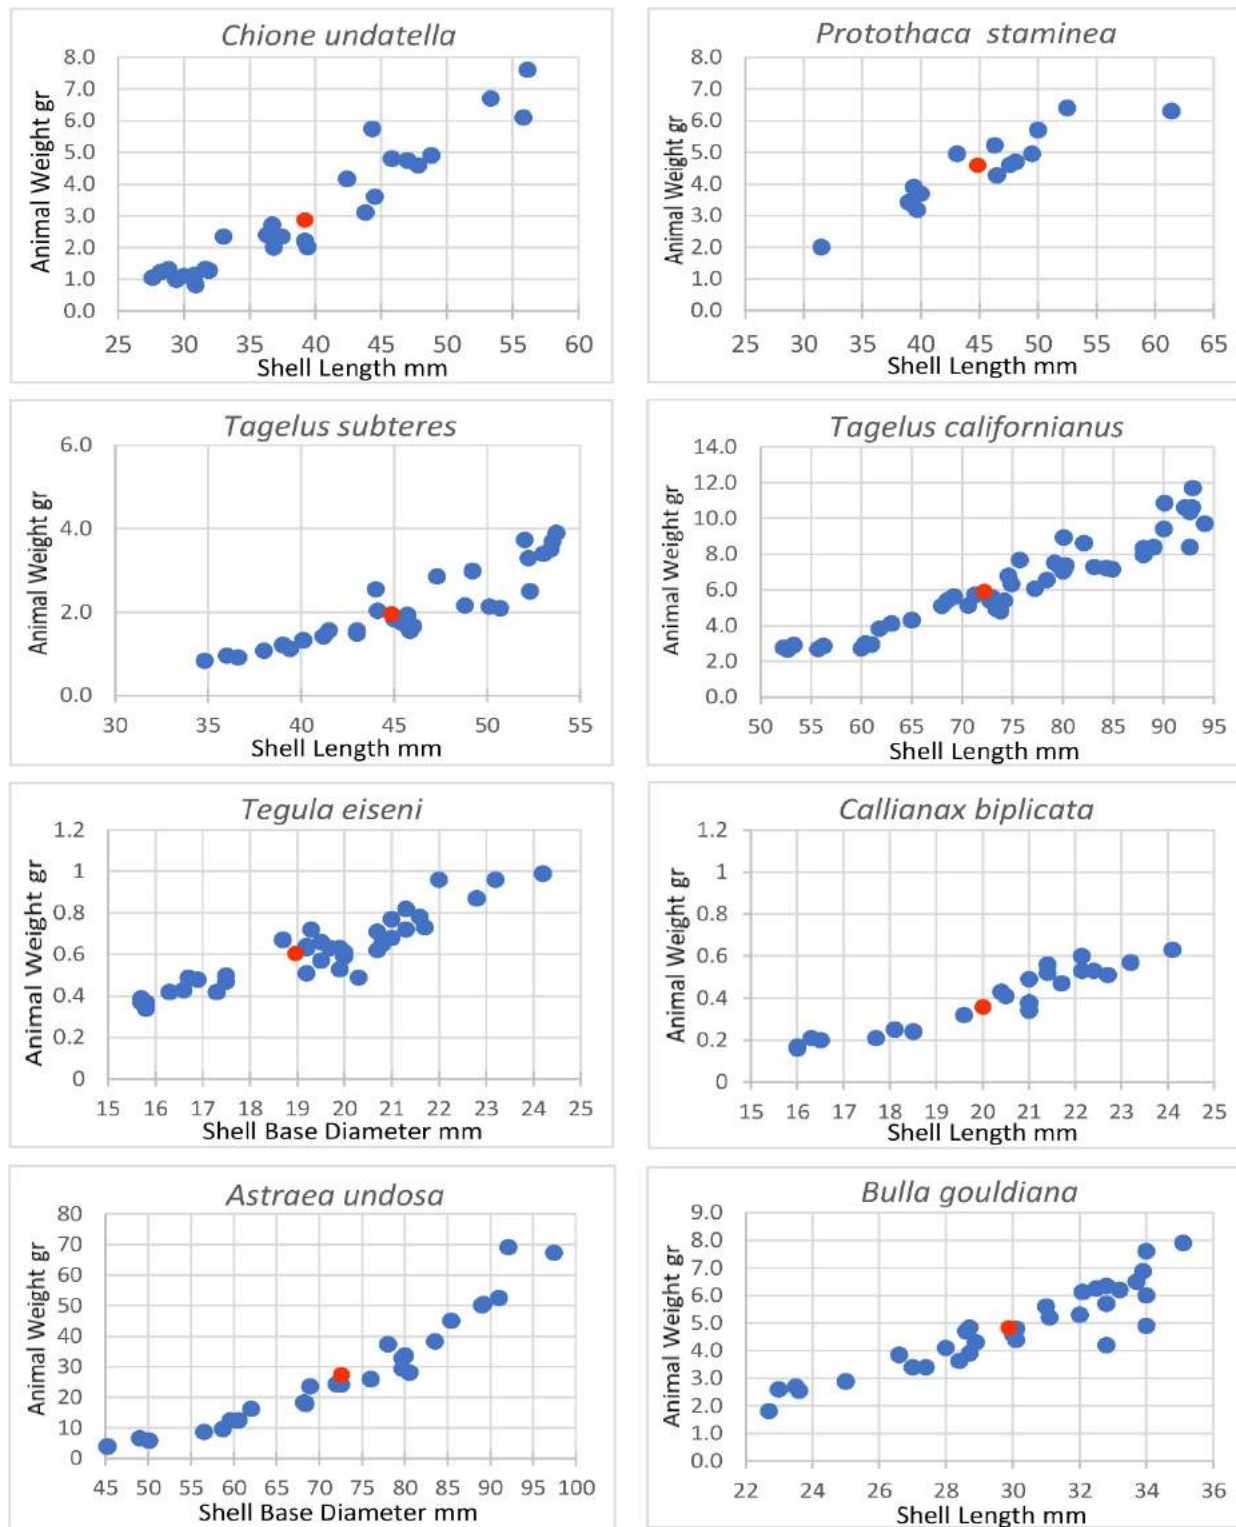 Chione undatella
Animal Weight gr
8.0
7.0
6.0
5.0
4.0
3.0
2.0
1.0
0.0
25 30 35 40 45 50 55 60
Shell Length mm
Protothaca staminea
Animal Weight gr
8.0
7.0
6.0
5.0
4.0
3.0
2.0
1.0
0.0
25 30 35 40 45 50 55 60 65
Shell Length mm
Tagelus subteres
Animal Weight gr
6.0
4.0
2.0
0.0
30 35 40 45 50 55
Shell Length mm
Tagelus californianus
Animal Weight gr
14.0
12.0
10.0
8.0
6.0
4.0
2.0
0.0
50 55 60 65 70 75 80 85 90 95
Shell Length mm
Tegula eiseni
Animal Weight gr
1.2
1
0.8
0.6
0.4
0.2
0
15 16 17 18 19 20 21 22 23 24 25
Shell Base Diameter mm
Callianax biplicata
Animal Weight gr
1.2
1
0.8
0.6
0.4
0.2
0
15 16 17 18 19 20 21 22 23 24 25
Shell Length mm
Astraea undosa
Animal Weight gr
80
70
60
50
40
30
20
10
0
45 50 55 60 65 70 75 80 85 90 95 100
Shell Base Diameter mm
Bulla gouldiana
Animal Weight gr
9.0
8.0
7.0
6.0
5.0
4.0
3.0
2.0
1.0
0.0
22 24 26 28 30 32 34 36
Shell Length mm